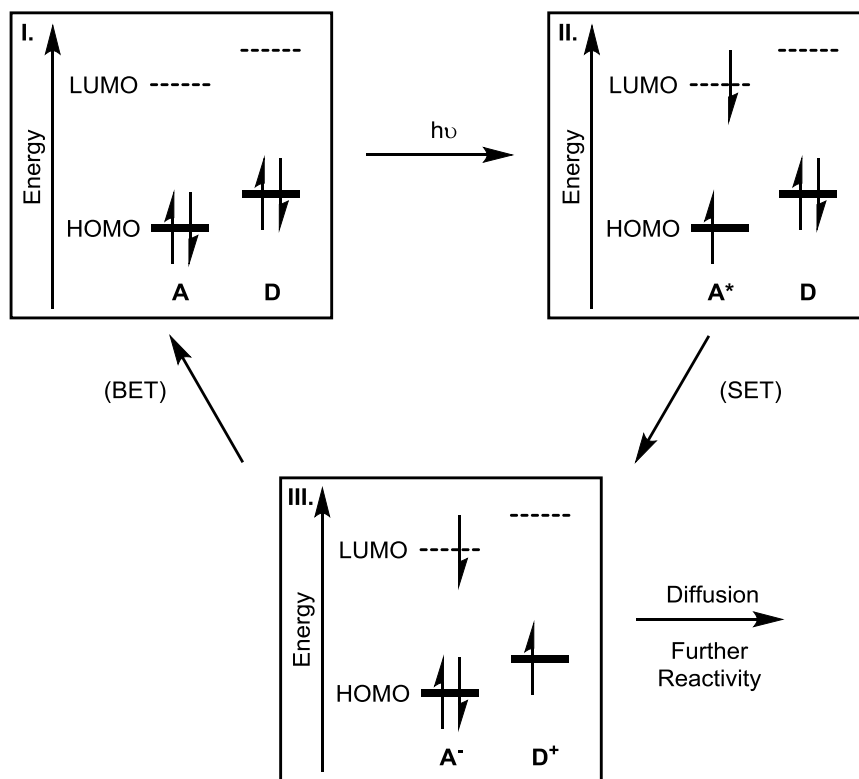 I.
Energy
LUMO
HOMO
A
D
hυ
II.
Energy
LUMO
HOMO
A*
D
(BET)
(SET)
III.
Energy
LUMO
HOMO
A-
D+
Diffusion
Further
Reactivity